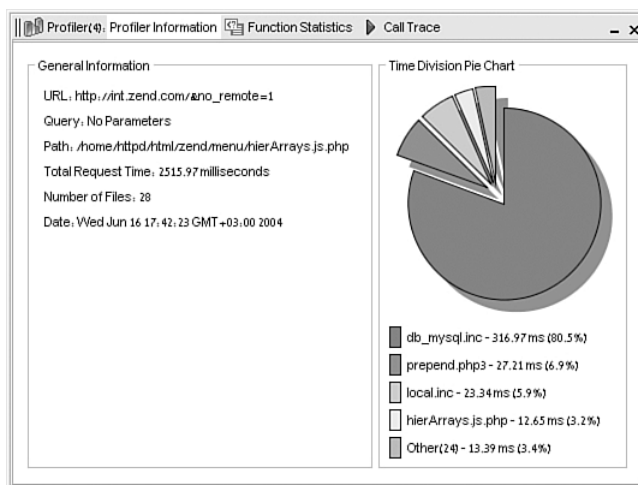 Profiler(4): Profiler Information Function Statistics Call Trace
General Information
URL: http://int.zend.com/&no_remote=1
Query: No Parameters
Path: /home/httpd/html/zend/menu/hierArrays.js.php
Total Request Time: 2515.97 milliseconds
Number of Files: 28
Date: Wed Jun 16 17:42:23 GMT+03:00 2004
Time Division Pie Chart
db_mysql.inc - 316.97 ms (80.5%)
prepend.php3 - 27.21 ms (6.9%)
local.inc - 23.34 ms (5.9%)
hierArrays.js.php - 12.65 ms (3.2%)
Other(24) - 13.39 ms (3.4%)